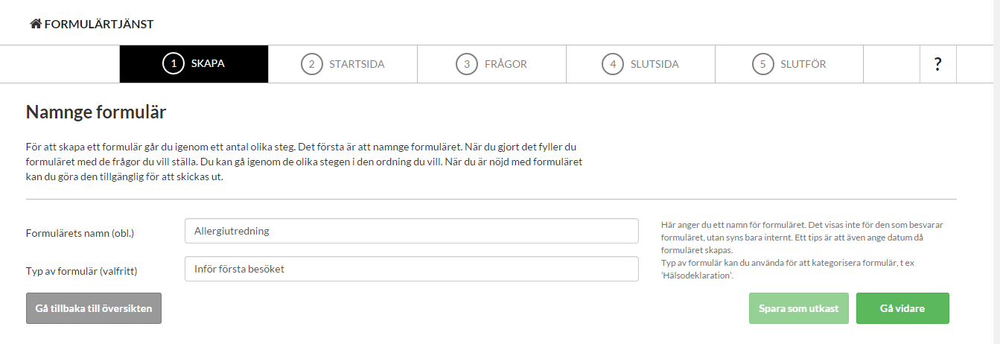 FORMULÄRTJÄNST
1 SKAPA
2 STARTSIDA
3 FRÅGOR
4 SLUTSIDA
5 SLUTFÖR
?
Namnge formulär
För att skapa ett formulär går du igenom ett antal olika steg. Det första är att namnge formuläret. När du gjort det fyller du
formuläret med de frågor du vill ställa. Du kan gå igenom de olika stegen i den ordning du vill. När du är nöjd med formuläret
kan du göra den tillgänglig för att skickas ut.
Formulärets namn (obl.)
Allergiutredning
Typ av formulär (valfritt)
Inför första besöket
Här anger du ett namn för formuläret. Det visas inte för den som besvarar
formuläret, utan syns bara internt. Ett tips är att även ange datum då
formuläret skapas.
Typ av formulär kan du använda för att kategorisera formulär, t ex
'Hälsodeklaration'.
Gå tillbaka till översikten
Spara som utkast
Gå vidare